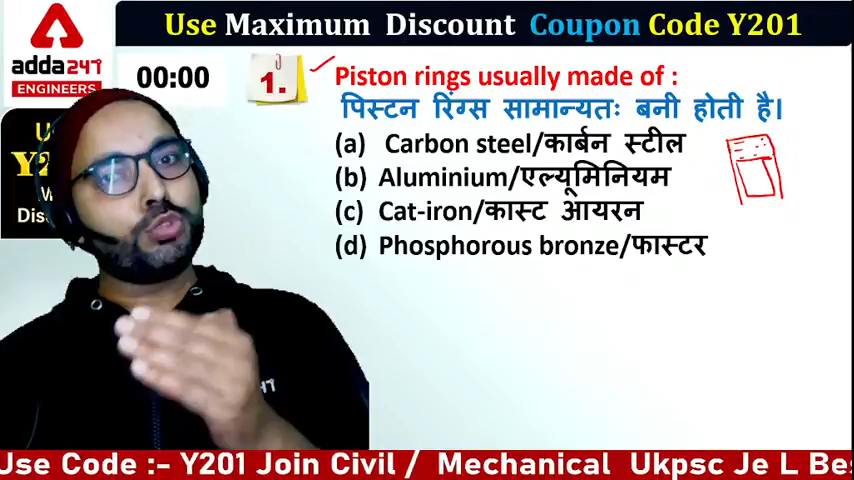 Use Maximum Discount Coupon Code Y201
adda247
ENGINEERS
00:00
1.
Piston rings usually made of :
पिस्टन रिंग्स सामान्यतः बनी होती है।
(a) Carbon steel/कार्बन स्टील
(b) Aluminium/एल्यूमिनियम
(c) Cat-iron/कास्ट आयरन
(d) Phosphorous bronze/फास्टर
Use Code :- Y201 Join Civil / Mechanical Ukpsc Je L